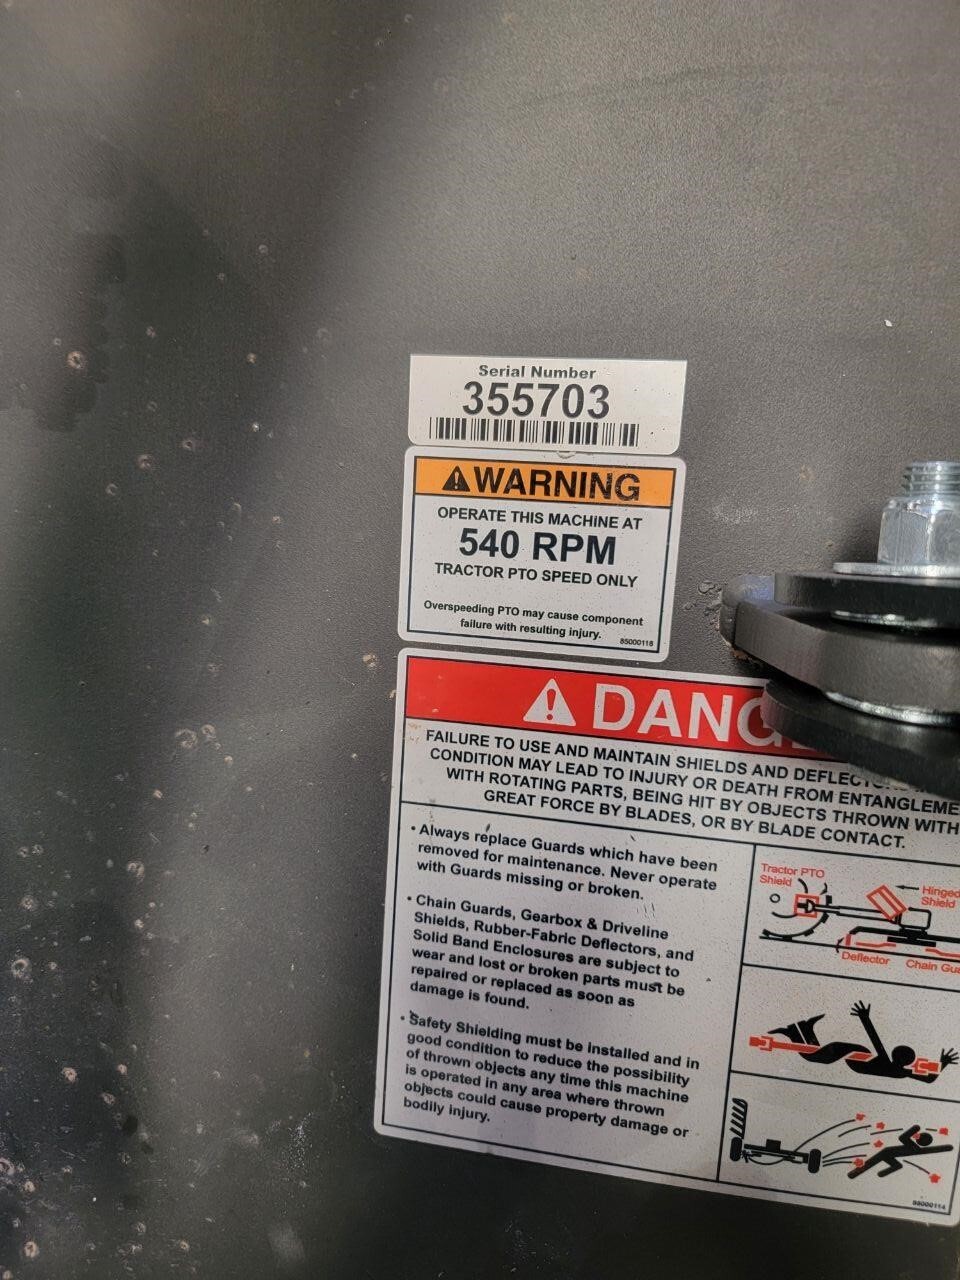 Serial Number
355703
WARNING
OPERATE THIS MACHINE AT
540 RPM
TRACTOR PTO SPEED ONLY
Overspeeding PTO may cause component
failure with resulting injury.
85000118
FAILURE TO USE AND MAINTAIN SHIELDS AND
CONDITION MAY LEAD TO INJURY OR DEATH FROM
WITH ROTATING PARTS, BEING HIT BY OBJECTS THROWN WITH
GREAT FORCE BY BLADES, OR BY BLADE CONTACT.
• Always replace Guards which have been
removed for maintenance. Never operate
with Guards missing or broken.
• Chain Guards, Gearbox & Driveline
Shields, Rubber-Fabric Deflectors, and
Solid Band Enclosures are subject to
wear and lost or broken parts must be
repaired or replaced as soon as
damage is found.
• Safety Shielding must be installed and in
good condition to reduce the possibility
of thrown objects any time this machine
is operated in any area where thrown
objects could cause property damage or
bodily injury.
Tractor PTO
Shield
Hinged
Shield
Deflector
Chain